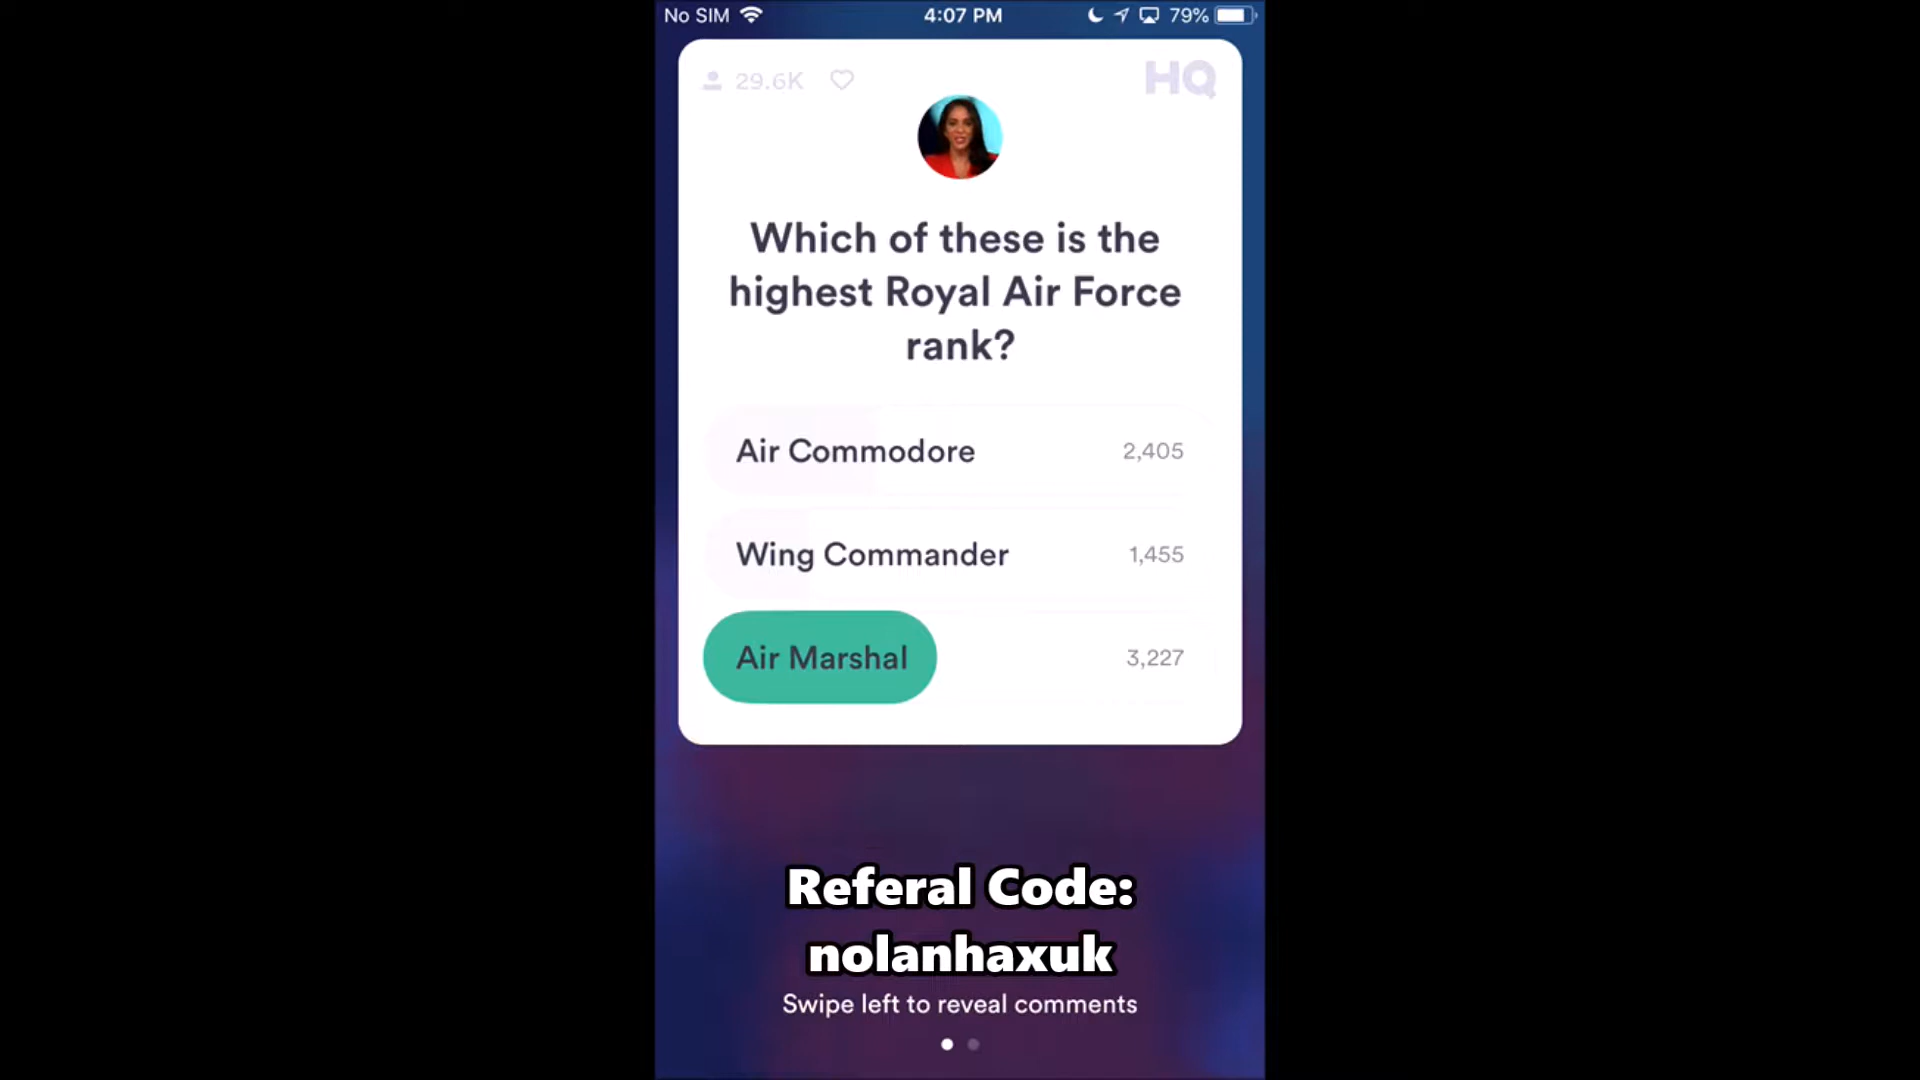 No SIM 4:07 PM 79%
29.6K HQ
Which of these is the
highest Royal Air Force
rank?
Air Commodore 2,405
Wing Commander 1,455
Air Marshal 3,227
Referal Code:
nolanhaxuk
Swipe left to reveal comments